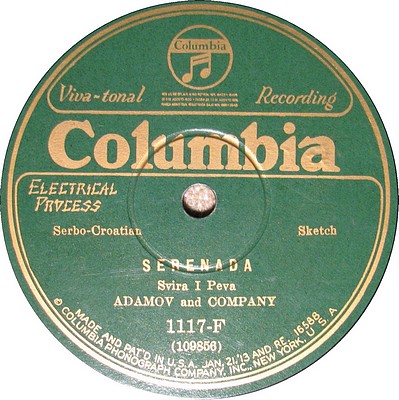 Columbia
Viva-tonal Recording
Columbia
ELECTRICAL
PROCESS
Serbo-Croatian Sketch
SERENADA
Svira I Peva
ADAMOV and COMPANY
1117-F
(109856)
MADE AND PAT'D IN U.S.A. JAN. 21,'13 AND RE. 16588
© COLUMBIA PHONOGRAPH COMPANY, INC., NEW YORK, U.S.A.